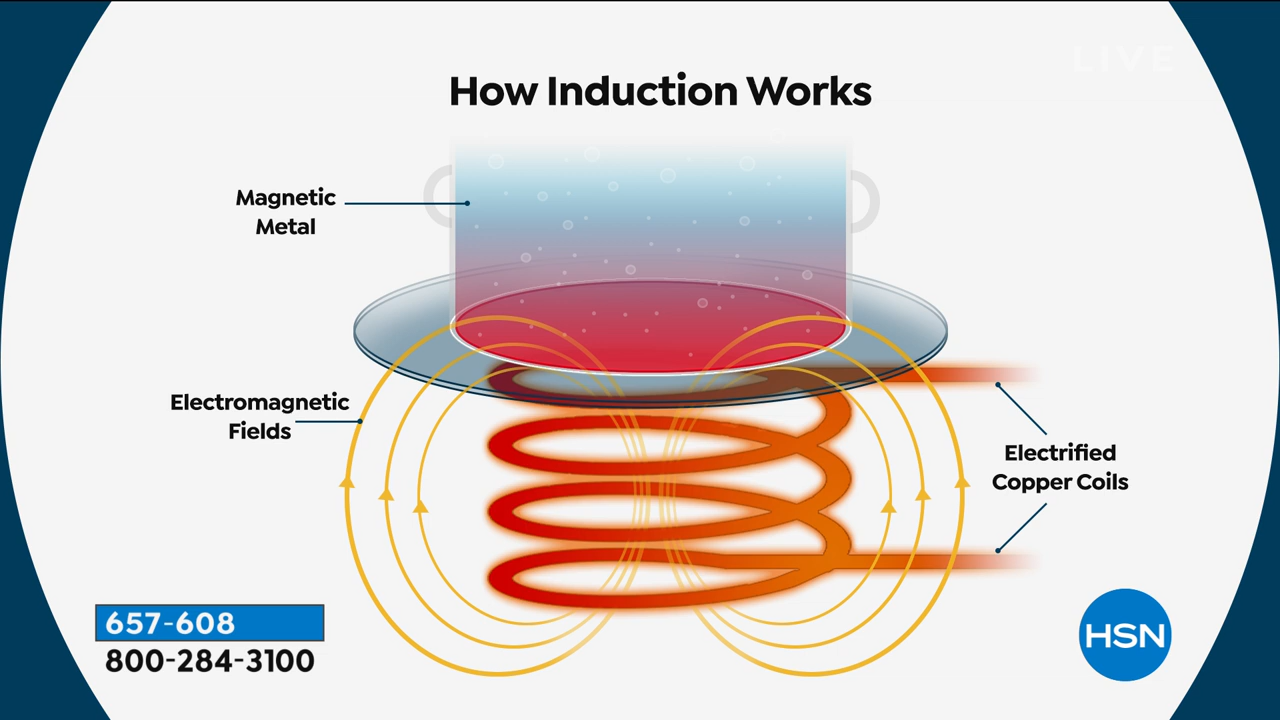 LIVE
How Induction Works
Magnetic
Metal
Electromagnetic
Fields
Electrified
Copper Coils
657-608
800-284-3100
HSN